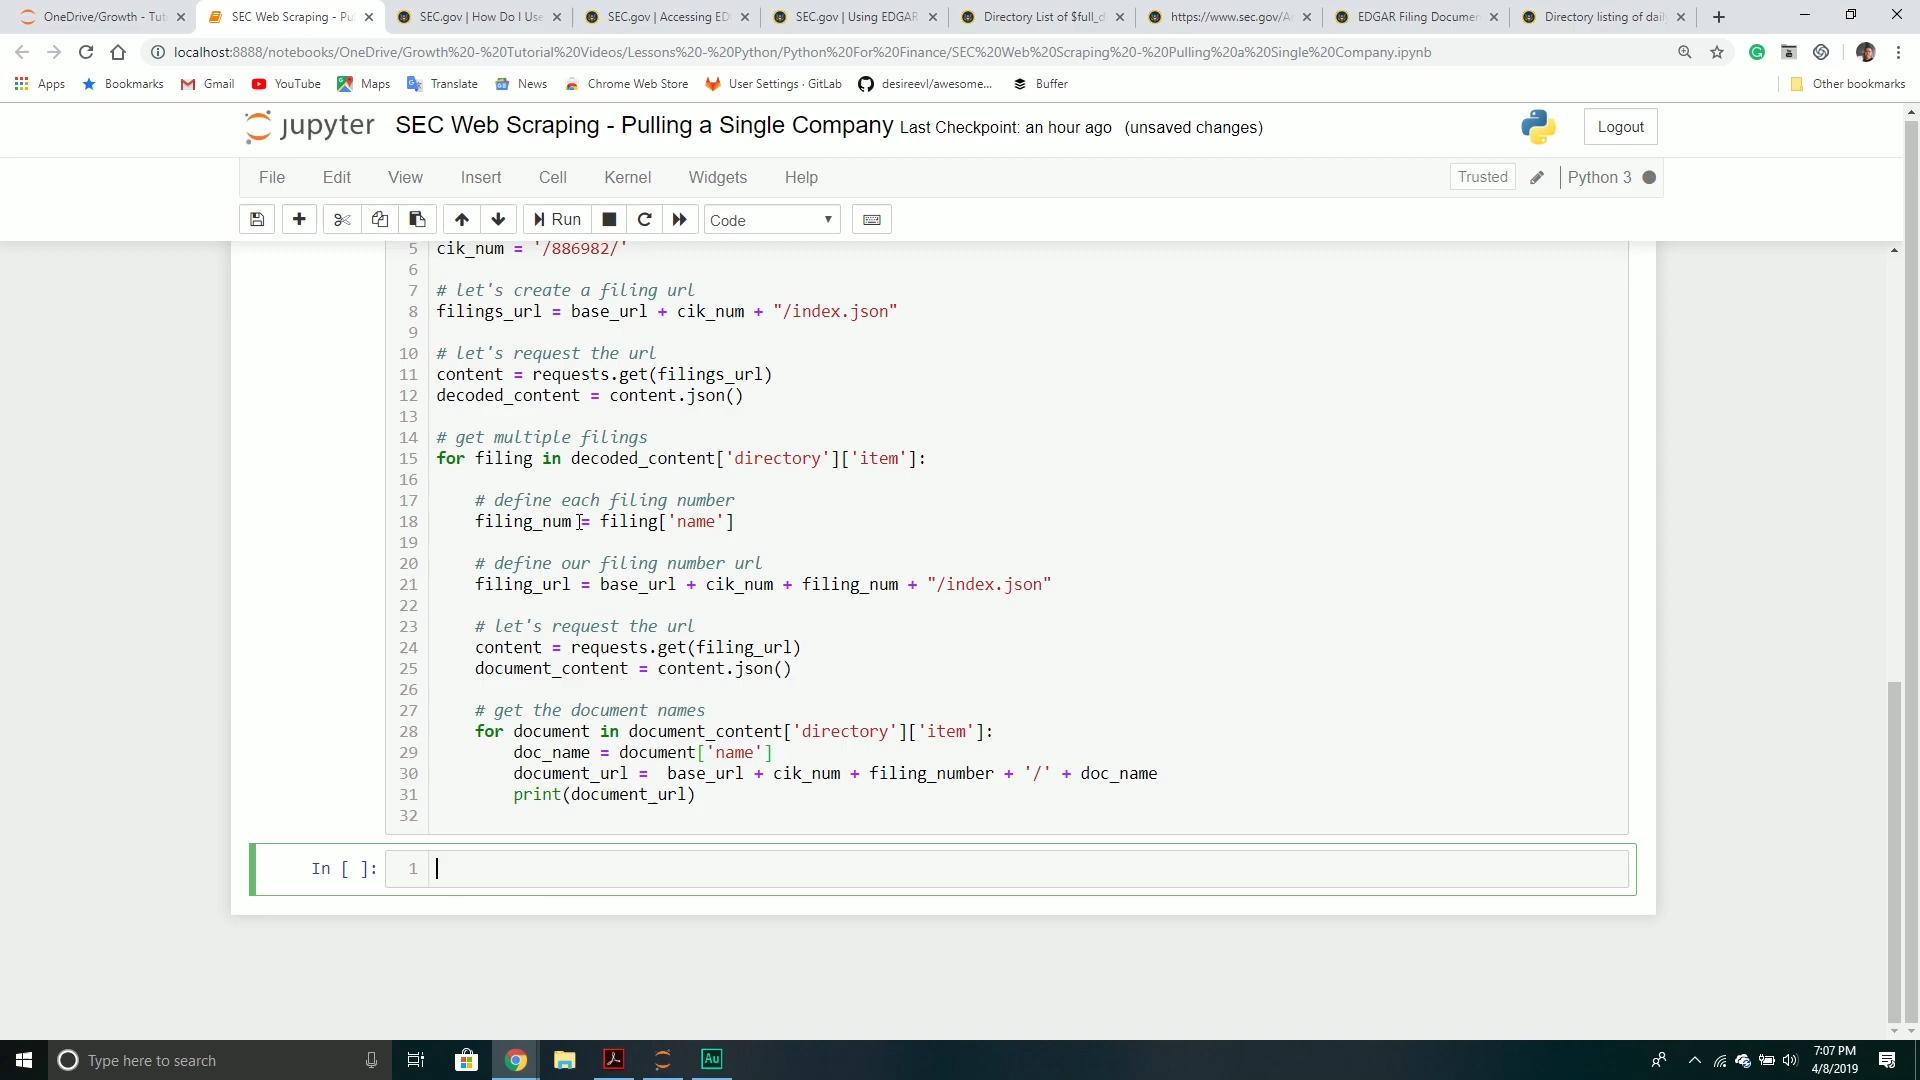 OneDrive/Growth - Tut
SEC Web Scraping - Pu
SEC.gov | How Do I Use
SEC.gov | Accessing ED
SEC.gov | Using EDGAR
Directory List of $full_d
https://www.sec.gov/A
EDGAR Filing Documen
Directory listing of dail
localhost:8888/notebooks/OneDrive/Growth%20-%20Tutorial%20Videos/Lessons%20-%20Python/Python%20For%20Finance/SEC%20Web%20Scraping%20-%20Pulling%20a%20Single%20Company.ipynb
Apps Bookmarks Gmail YouTube Maps Translate News Chrome Web Store User Settings · GitLab desireevl/awesome... Buffer Other bookmarks
jupyter SEC Web Scraping - Pulling a Single Company Last Checkpoint: an hour ago (unsaved changes) Logout
File Edit View Insert Cell Kernel Widgets Help Trusted Python 3
Run Code
5 cik_num = '/886982/'
6
7 # let's create a filing url
8 filings_url = base_url + cik_num + "/index.json"
9
10 # let's request the url
11 content = requests.get(filings_url)
12 decoded_content = content.json()
13
14 # get multiple filings
15 for filing in decoded_content['directory']['item']:
16
17 # define each filing number
18 filing_num = filing['name']
19
20 # define our filing number url
21 filing_url = base_url + cik_num + filing_num + "/index.json"
22
23 # let's request the url
24 content = requests.get(filing_url)
25 document_content = content.json()
26
27 # get the document names
28 for document in document_content['directory']['item']:
29 doc_name = document['name']
30 document_url =  base_url + cik_num + filing_number + '/' + doc_name
31 print(document_url)
32
In [ ]: 1
Type here to search
Au
7:07 PM
4/8/2019